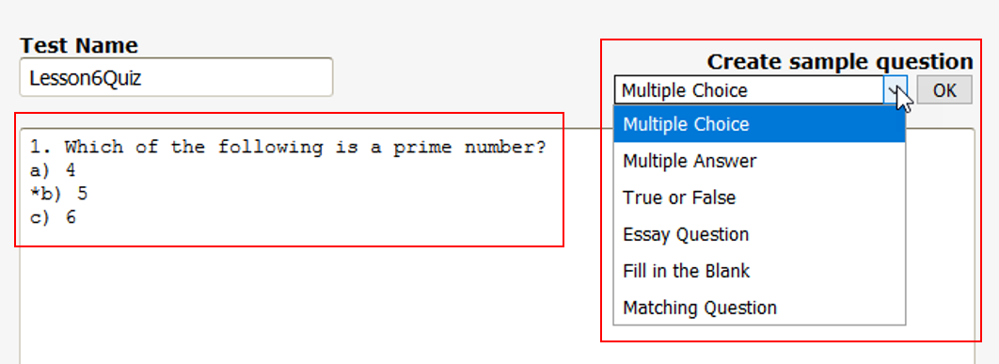 Test Name
Lesson6Quiz
1. Which of the following is a prime number?
a) 4
*b) 5
c) 6
Create sample question
Multiple Choice
OK
Multiple Choice
Multiple Answer
True or False
Essay Question
Fill in the Blank
Matching Question